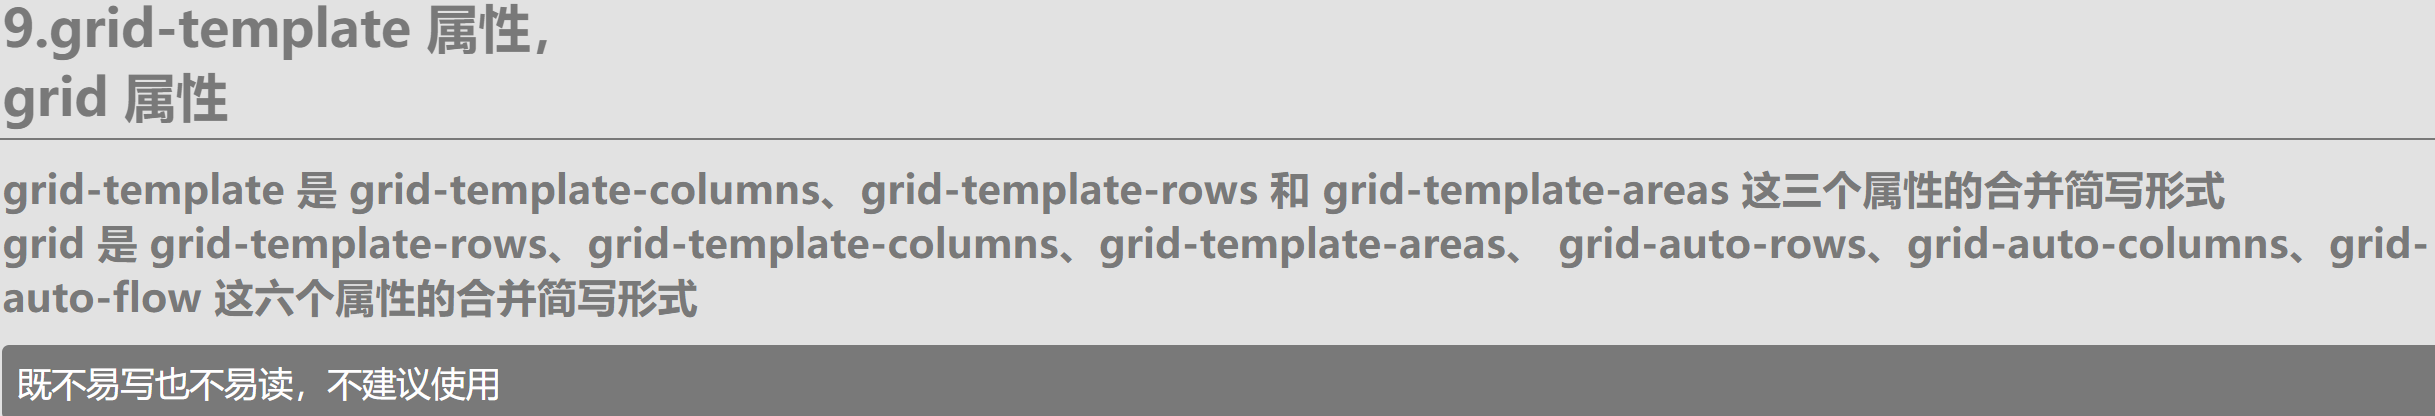 9.grid-template 属性，
grid 属性
grid-template 是 grid-template-columns、grid-template-rows 和 grid-template-areas 这三个属性的合并简写形式
grid 是 grid-template-rows、grid-template-columns、grid-template-areas、 grid-auto-rows、grid-auto-columns、grid-
auto-flow 这六个属性的合并简写形式
既不易写也不易读，不建议使用